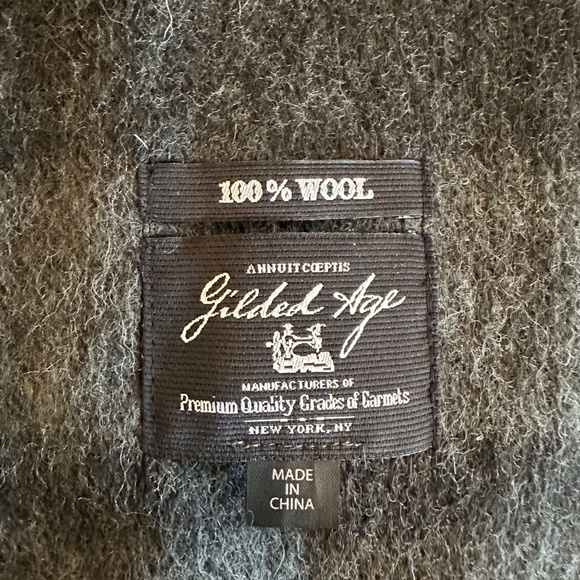 100% WOOL
ANNUIT CŒPTIS
Gilded Age
MANUFACTURERS OF
Premium Quality Grades of Garmets
NEW YORK, NY
MADE
IN
CHINA